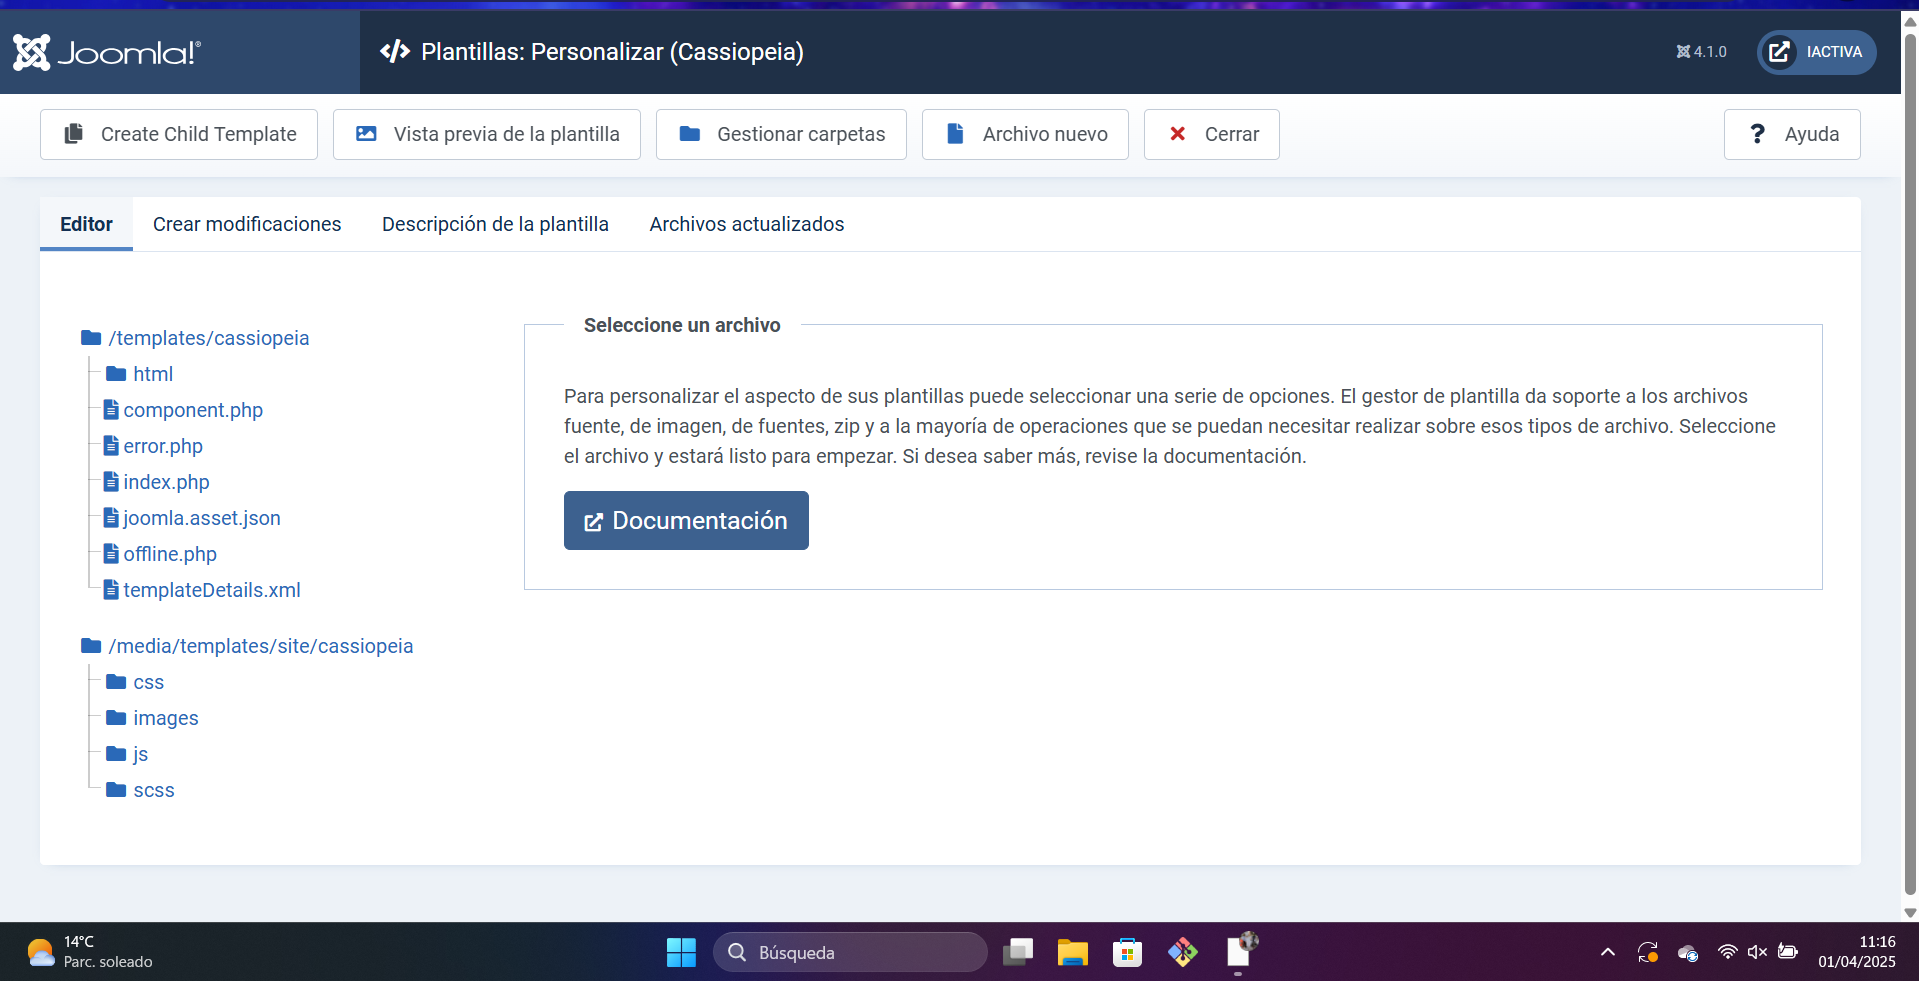 Joomla!®
Plantillas: Personalizar (Cassiopeia)
4.1.0
IACTIVA
Create Child Template
Vista previa de la plantilla
Gestionar carpetas
Archivo nuevo
Cerrar
Ayuda
Editor
Crear modificaciones
Descripción de la plantilla
Archivos actualizados
/templates/cassiopeia
html
component.php
error.php
index.php
joomla.asset.json
offline.php
templateDetails.xml
/media/templates/site/cassiopeia
css
images
js
scss
Seleccione un archivo
Para personalizar el aspecto de sus plantillas puede seleccionar una serie de opciones. El gestor de plantilla da soporte a los archivos
fuente, de imagen, de fuentes, zip y a la mayoría de operaciones que se puedan necesitar realizar sobre esos tipos de archivo. Seleccione
el archivo y estará listo para empezar. Si desea saber más, revise la documentación.
Documentación
14°C
Parc. soleado
Búsqueda
11:16
01/04/2025